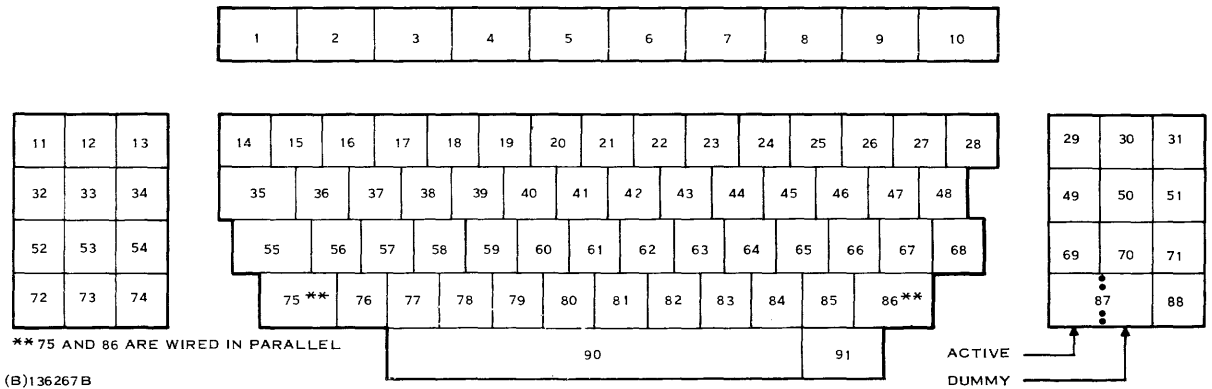 1 2 3 4 5 6 7 8 9 10
11 12 13 14 15 16 17 18 19 20 21 22 23 24 25 26 27 28 29 30 31
32 33 34 35 36 37 38 39 40 41 42 43 44 45 46 47 48 49 50 51
52 53 54 55 56 57 58 59 60 61 62 63 64 65 66 67 68 69 70 71
72 73 74 75 ** 76 77 78 79 80 81 82 83 84 85 86 ** 87 88
** 75 AND 86 ARE WIRED IN PARALLEL
90 91
ACTIVE
DUMMY
(B)136267B